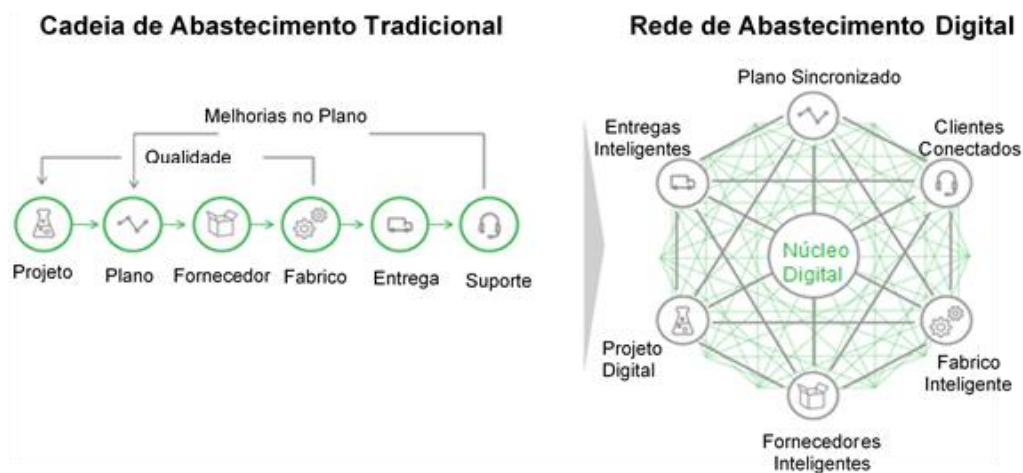 Cadeia de Abastecimento Tradicional
Melhorias no Plano
Qualidade
Projeto
Plano
Fornecedor
Fabrico
Entrega
Suporte
Rede de Abastecimento Digital
Plano Sincronizado
Entregas
Inteligentes
Clientes
Conectados
Núcleo
Digital
Projeto
Digital
Fabrico
Inteligente
Fornecedores
Inteligentes